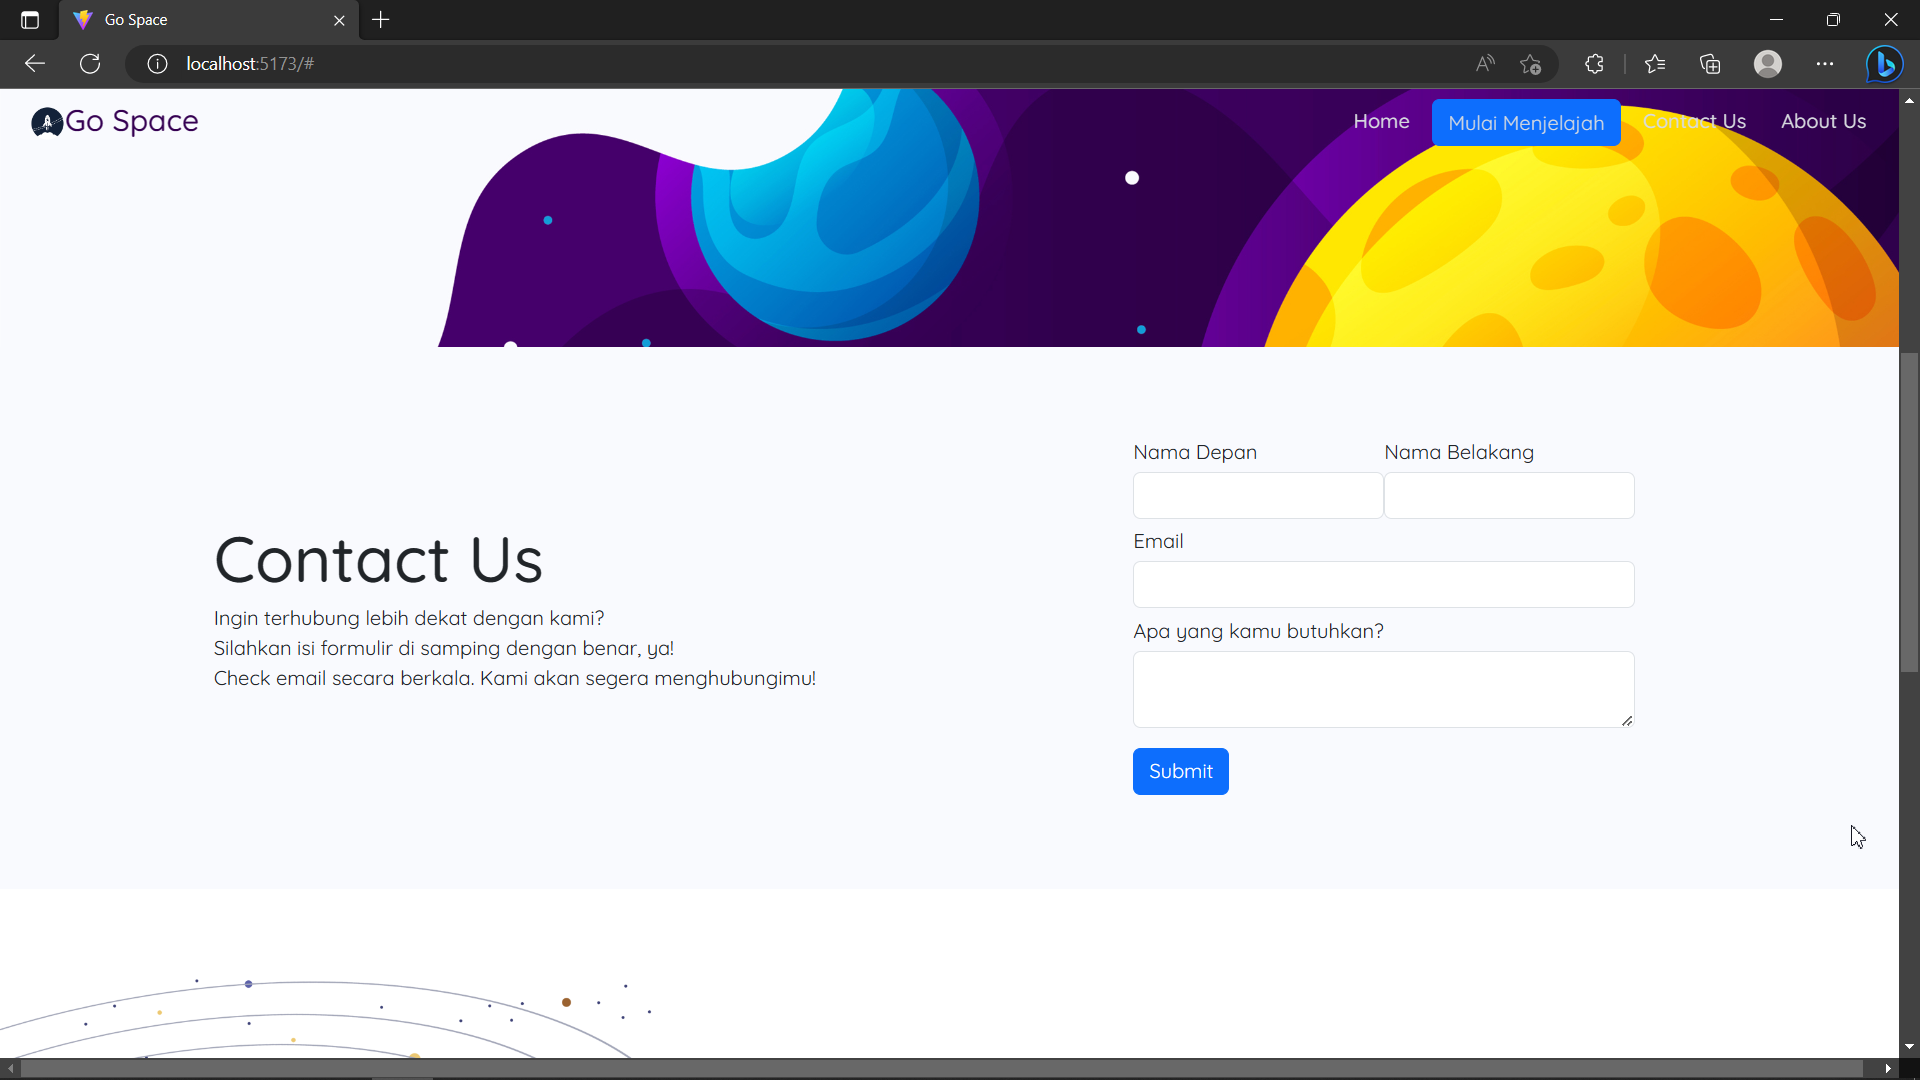 Go Space
localhost:5173/#
Go Space
Home
Mulai Menjelajah
Contact Us
About Us
Nama Depan
Nama Belakang
Email
Contact Us
Ingin terhubung lebih dekat dengan kami?
Silahkan isi formulir di samping dengan benar, ya!
Check email secara berkala. Kami akan segera menghubungimu!
Apa yang kamu butuhkan?
Submit